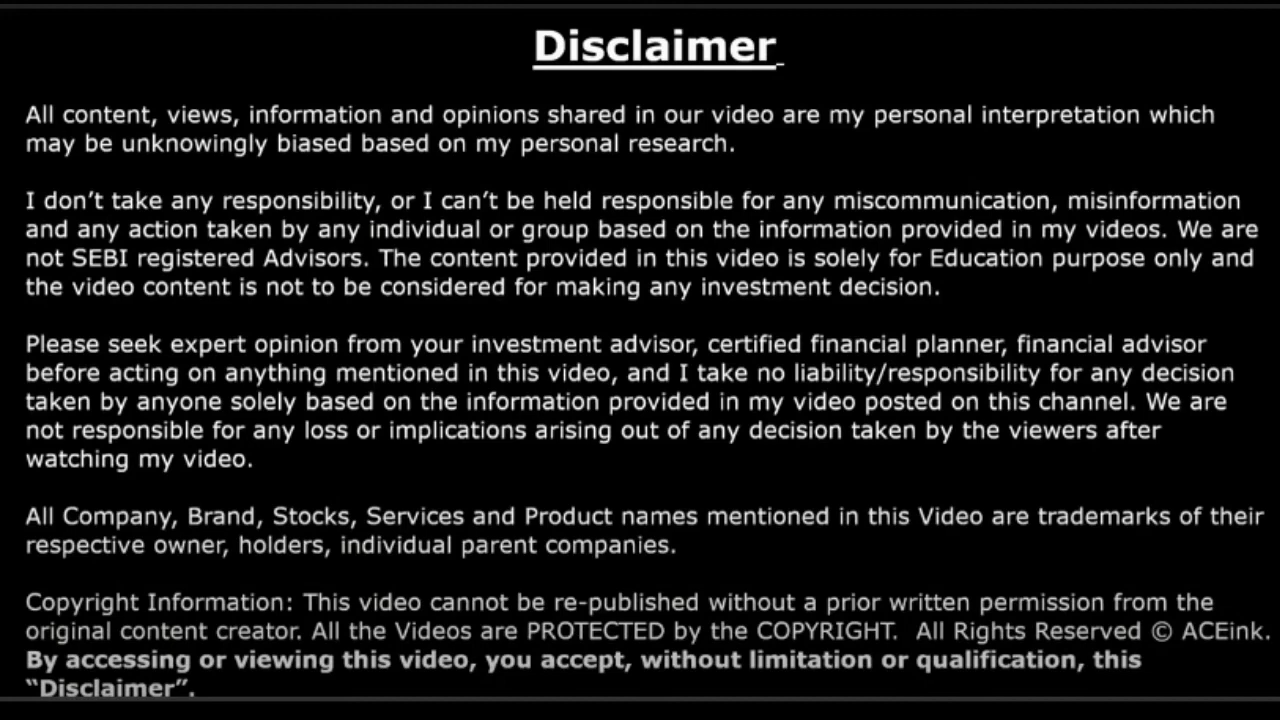 Disclaimer
All content, views, information and opinions shared in our video are my personal interpretation which
may be unknowingly biased based on my personal research.
I don’t take any responsibility, or I can’t be held responsible for any miscommunication, misinformation
and any action taken by any individual or group based on the information provided in my videos. We are
not SEBI registered Advisors. The content provided in this video is solely for Education purpose only and
the video content is not to be considered for making any investment decision.
Please seek expert opinion from your investment advisor, certified financial planner, financial advisor
before acting on anything mentioned in this video, and I take no liability/responsibility for any decision
taken by anyone solely based on the information provided in my video posted on this channel. We are
not responsible for any loss or implications arising out of any decision taken by the viewers after
watching my video.
All Company, Brand, Stocks, Services and Product names mentioned in this Video are trademarks of their
respective owner, holders, individual parent companies.
Copyright Information: This video cannot be re-published without a prior written permission from the
original content creator. All the Videos are PROTECTED by the COPYRIGHT.  All Rights Reserved © ACEink.
By accessing or viewing this video, you accept, without limitation or qualification, this
“Disclaimer”.